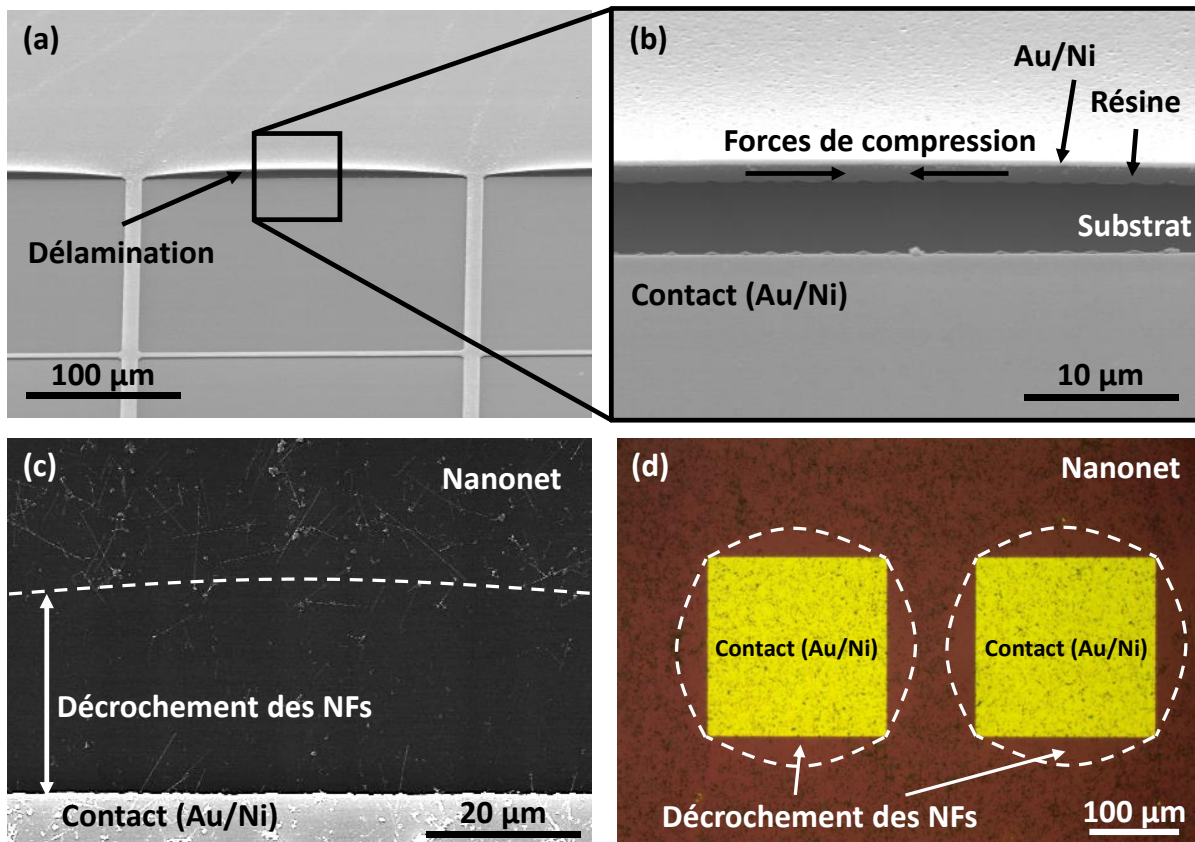 (a)
Délamination
100 µm
(b)
Au/Ni
Résine
Forces de compression
Substrat
Contact (Au/Ni)
10 µm
(c)
Nanonet
Décrochement des NFs
Contact (Au/Ni)
20 µm
(d)
Nanonet
Contact (Au/Ni)
Contact (Au/Ni)
Décrochement des NFs
100 µm